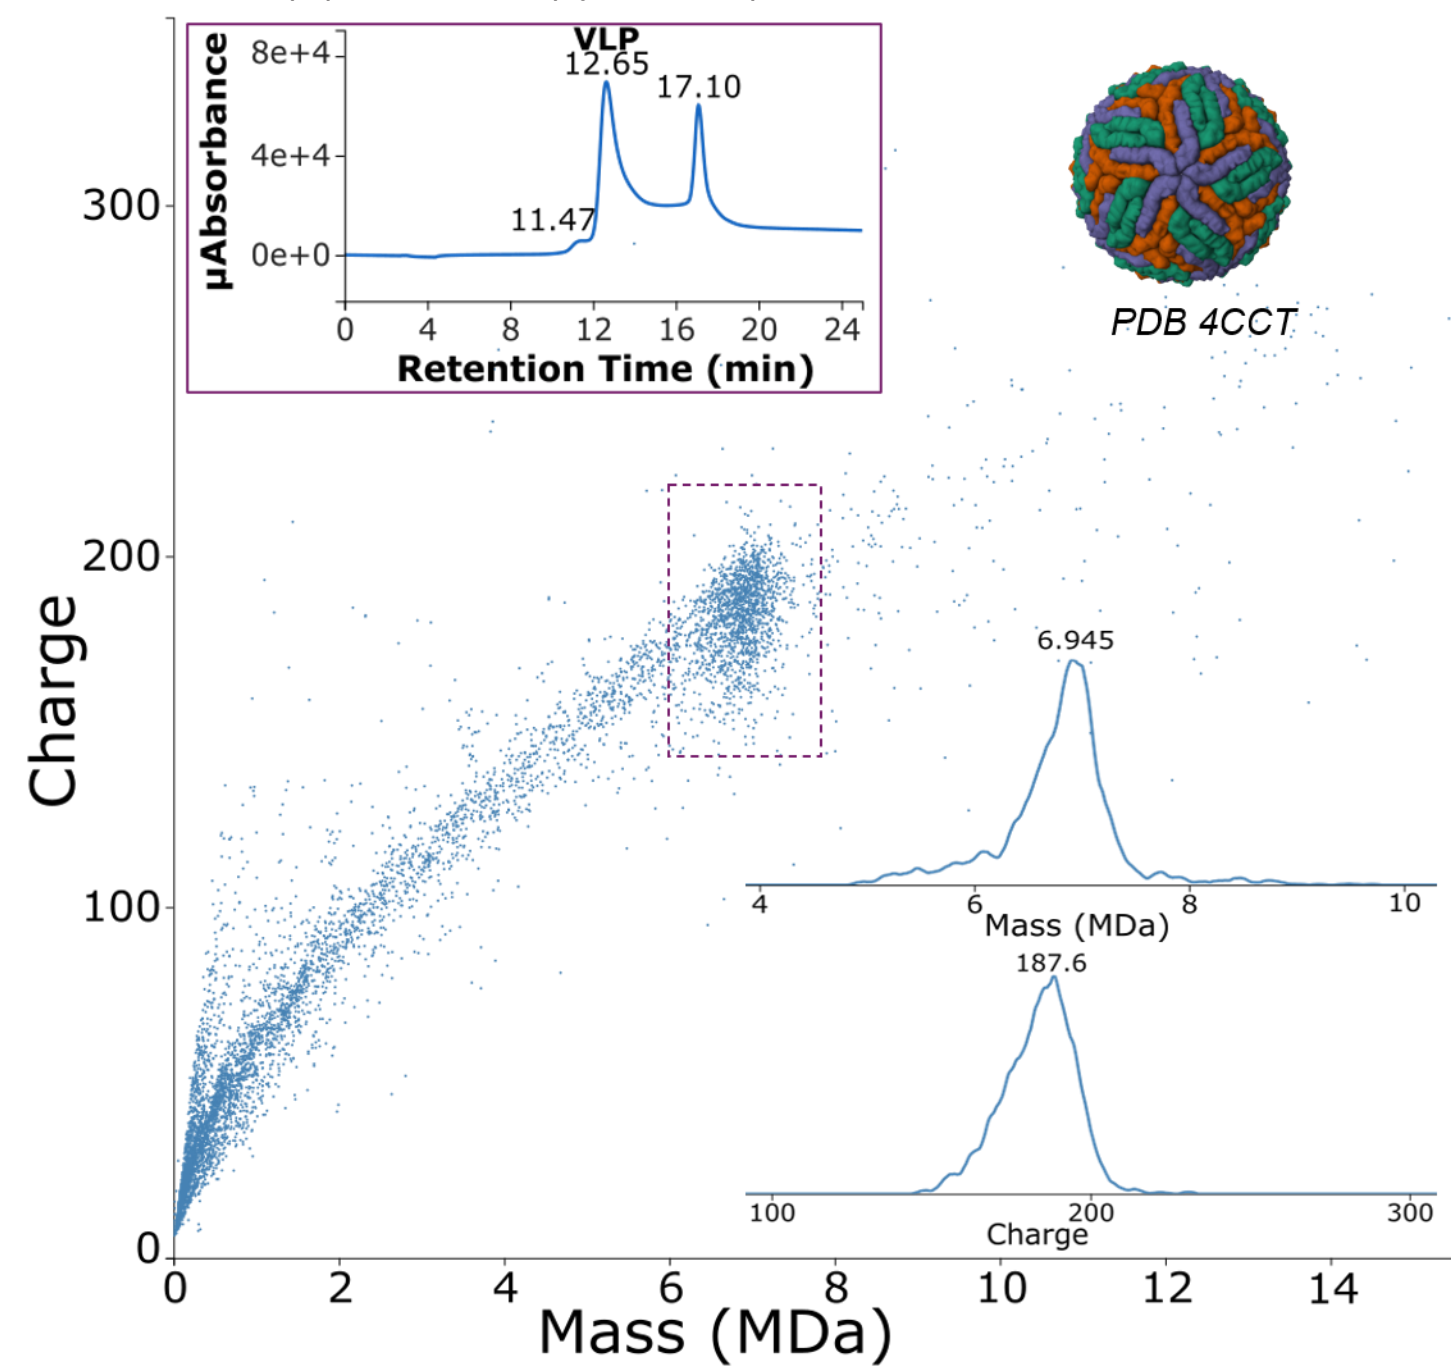 VLP
12.65
17.10
11.47
µAbsorbance
8e+4
4e+4
0e+0
0 4 8 12 16 20 24
Retention Time (min)
PDB 4CCT
Charge
300
200
100
0
6.945
4 6 8 10
Mass (MDa)
187.6
100 200 300
Charge
0 2 4 6 8 10 12 14
Mass (MDa)